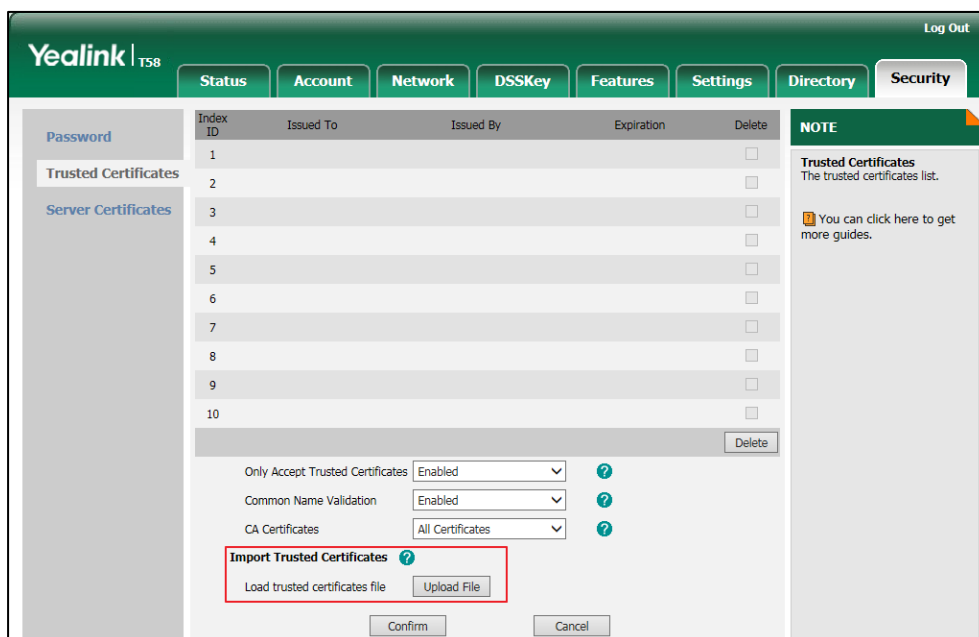 Log Out
Yealink | T58
Status Account Network DSSKey Features Settings Directory Security
Password
Trusted Certificates
Server Certificates
Index ID Issued To Issued By Expiration Delete
1
2
3
4
5
6
7
8
9
10
Delete
Only Accept Trusted Certificates Enabled ?
Common Name Validation Enabled ?
CA Certificates All Certificates ?
Import Trusted Certificates ?
Load trusted certificates file Upload File
Confirm Cancel
NOTE
Trusted Certificates
The trusted certificates list.
? You can click here to get
more guides.